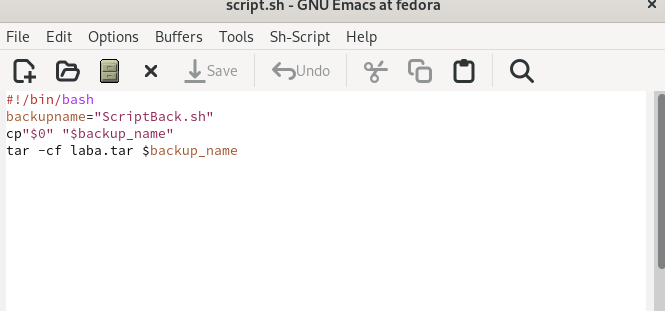 script.sh - GNU Emacs at fedora
File Edit Options Buffers Tools Sh-Script Help
Save Undo
#!/bin/bash
backupname="ScriptBack.sh"
cp"$0" "$backup_name"
tar -cf laba.tar $backup_name